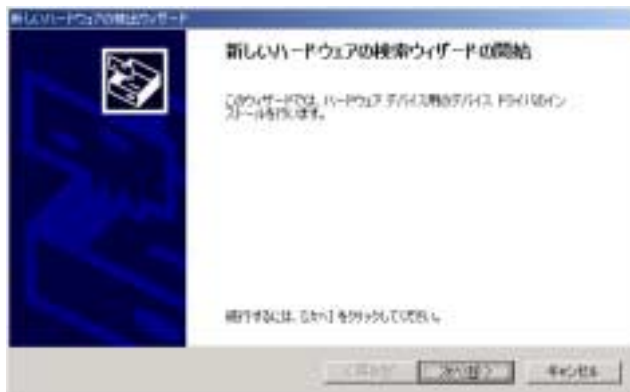 新しいハードウェアの検出ウィザード
新しいハードウェアの検索ウィザードの開始
このウィザードでは、ハードウェア デバイス用のデバイス ドライバのイン
ストールを行います。
続行するには、[次へ] をクリックしてください。
< 戻る(B)
次へ(N) >
キャンセル